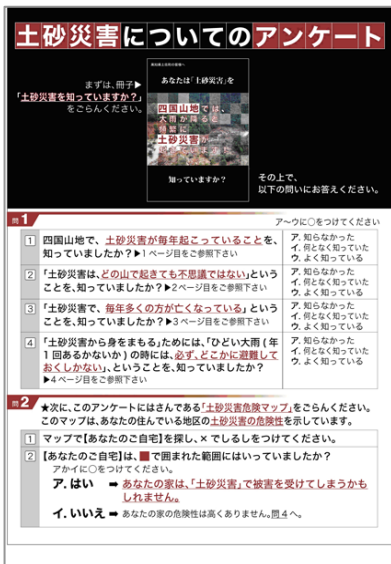 土砂災害についてのアンケート
まずは、冊子▶
「土砂災害を知っていますか？」
をごらんください。
あなたは「土砂災害」を
四国山地では、
大雨が降ると
頻繁に
土砂災害が
知っていますか？
その上で、
以下の問いにお答えください。
問1
ア〜ウに○をつけてください
1 四国山地で、土砂災害が毎年起こっていることを、
知っていましたか？▶1ページ目をご参照下さい
ア. 知らなかった
イ. 何となく知っていた
ウ. よく知っている
2 「土砂災害は、どの山で起きても不思議ではない」という
ことを、知っていましたか？▶2ページ目をご参照下さい
ア. 知らなかった
イ. 何となく知っていた
ウ. よく知っている
3 「土砂災害で、毎年多くの方が亡くなっている」という
ことを、知っていましたか？▶3ページ目をご参照下さい
ア. 知らなかった
イ. 何となく知っていた
ウ. よく知っている
4 「土砂災害から身をまもる」ためには、「ひどい大雨(年
1回あるかないか)の時には、必ず、どこかに避難して
おくしかない」、ということを、知っていましたか？
▶4ページ目をご参照下さい
ア. 知らなかった
イ. 何となく知っていた
ウ. よく知っている
問2
★次に、このアンケートにはさんである「土砂災害危険マップ」をごらんください。
このマップは、あなたの住んでいる地区の土砂災害の危険性を示しています。
1 マップで【あなたのご自宅】を探し、×でしるしをつけてください。
2 【あなたのご自宅】は、■で囲まれた範囲にはいっていましたか？
アかイに○をつけてください。
ア. はい ➡ あなたの家は、「土砂災害」で被害を受けてしまうかも
しれません。
イ. いいえ ➡ あなたの家の危険性は高くありません。問4へ。